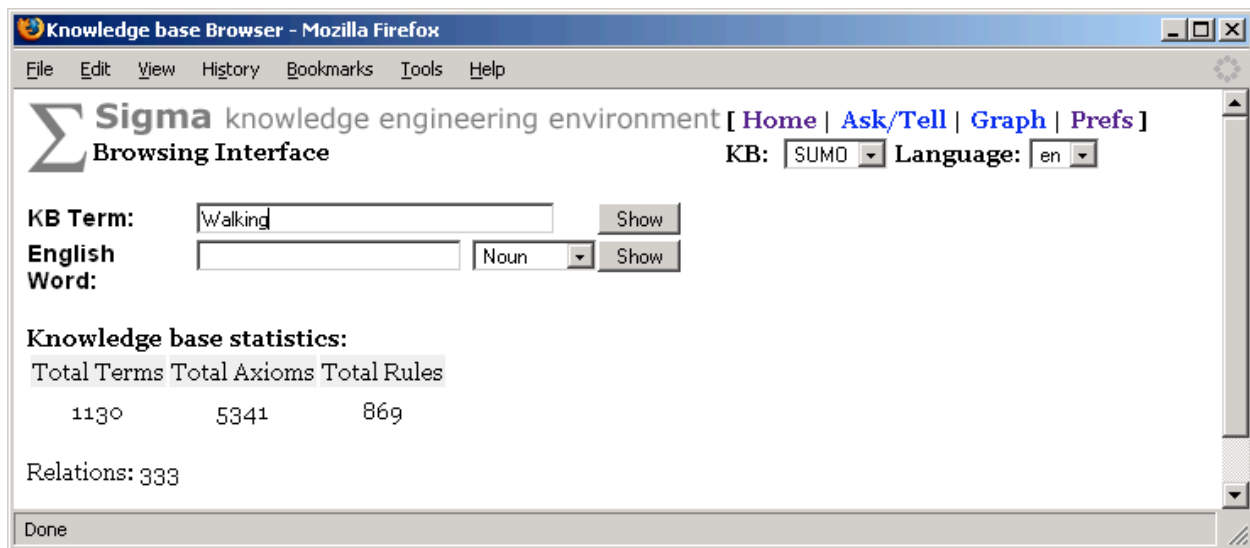 Knowledge base Browser - Mozilla Firefox
File Edit View History Bookmarks Tools Help
Σ Sigma knowledge engineering environment [ Home | Ask/Tell | Graph | Prefs ]
Browsing Interface KB: SUMO Language: en
KB Term: Walking Show
English Word: Noun Show
Knowledge base statistics:
Total Terms Total Axioms Total Rules
1130 5341 869
Relations: 333
Done